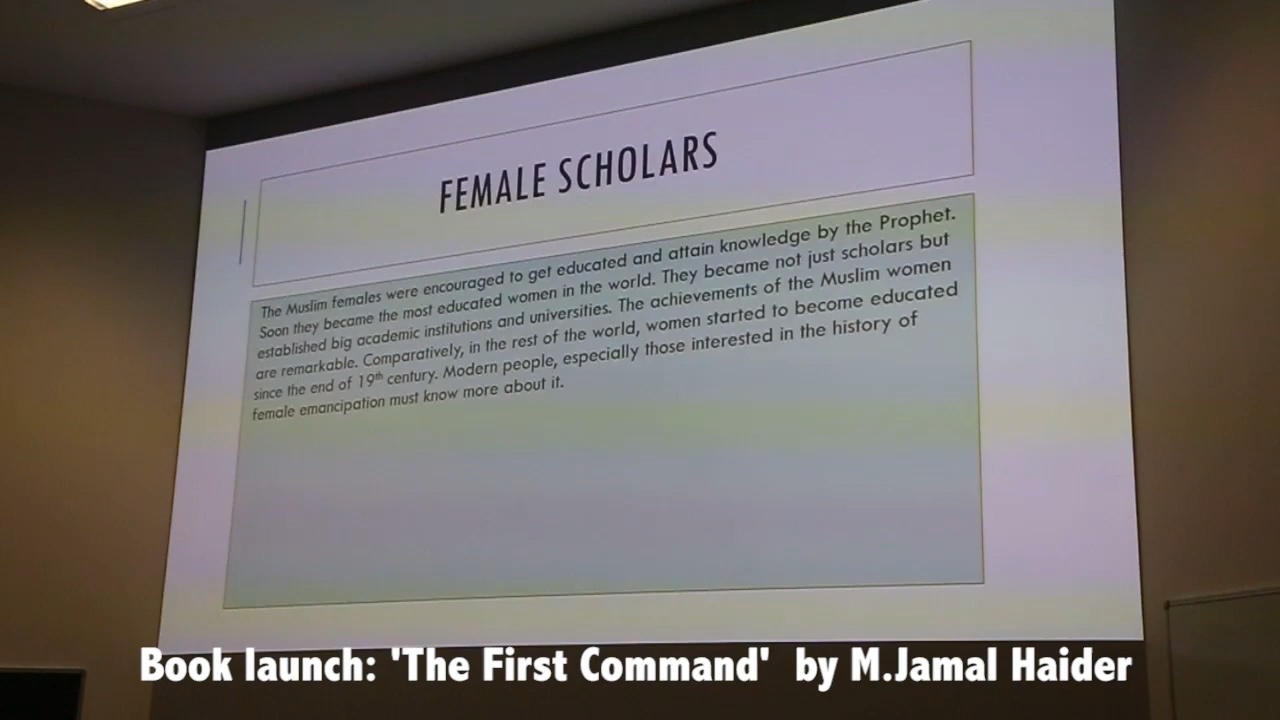 FEMALE SCHOLARS
The Muslim females were encouraged to get educated and attain knowledge by the Prophet.
Soon they became the most educated women in the world. They became not just scholars but
established big academic institutions and universities. The achievements of the Muslim women
are remarkable. Comparatively, in the rest of the world, women started to become educated
since the end of 19th century. Modern people, especially those interested in the history of
female emancipation must know more about it.
Book launch: 'The First Command' by M.Jamal Haider